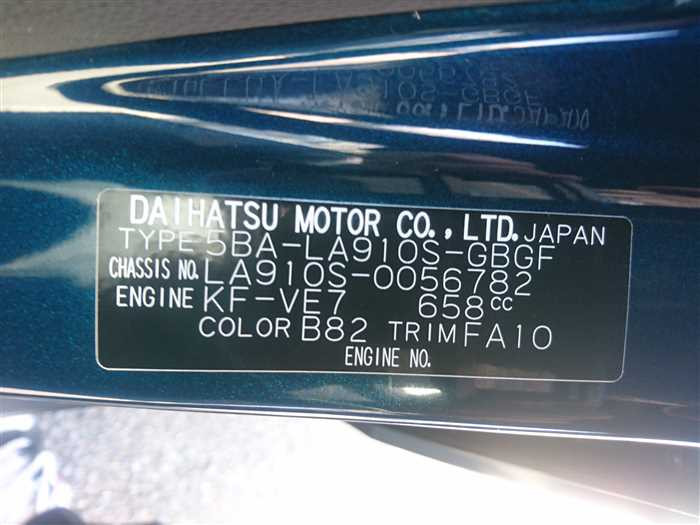 DAIHATSU MOTOR CO., LTD. JAPAN
TYPE 5BA-LA910S-GBGF
CHASSIS NO. LA910S-0056782
ENGINE KF-VE7 658cc
COLOR B82 TRIM FA10
ENGINE NO.